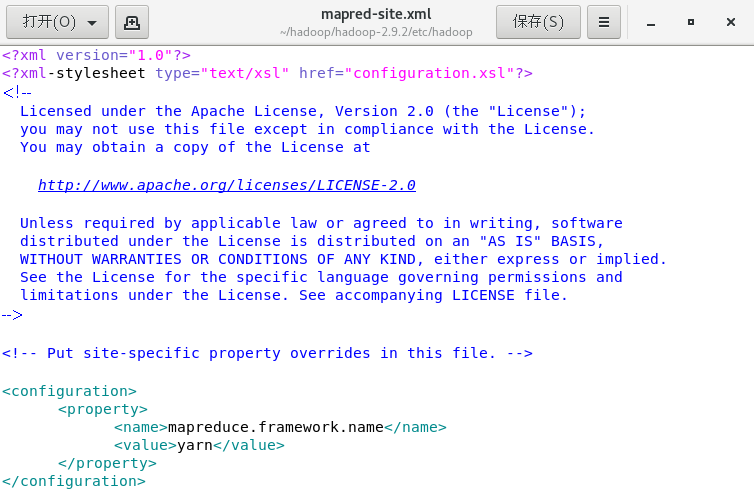 打开(O)
mapred-site.xml
~/hadoop/hadoop-2.9.2/etc/hadoop
保存(S)
<?xml version="1.0"?>
<?xml-stylesheet type="text/xsl" href="configuration.xsl"?>
<!--
Licensed under the Apache License, Version 2.0 (the "License");
you may not use this file except in compliance with the License.
You may obtain a copy of the License at
http://www.apache.org/licenses/LICENSE-2.0
Unless required by applicable law or agreed to in writing, software
distributed under the License is distributed on an "AS IS" BASIS,
WITHOUT WARRANTIES OR CONDITIONS OF ANY KIND, either express or implied.
See the License for the specific language governing permissions and
limitations under the License. See accompanying LICENSE file.
-->
<!-- Put site-specific property overrides in this file. -->
<configuration>
<property>
<name>mapreduce.framework.name</name>
<value>yarn</value>
</property>
</configuration>